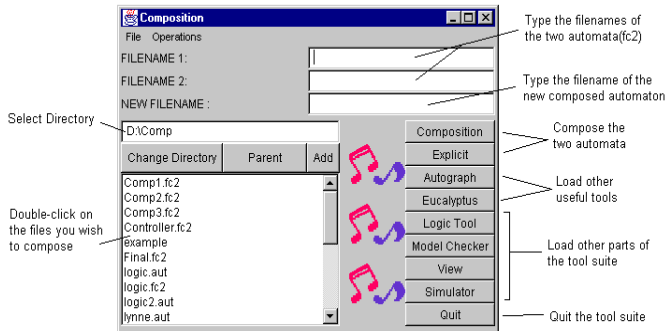 Composition
File Operations
FILENAME 1:
FILENAME 2:
NEW FILENAME :
Type the filenames of
the two automata(fc2)
Type the filename of the
new composed automaton
Select Directory
D:\Comp
Change Directory Parent Add
Comp1.fc2
Comp2.fc2
Comp3.fc2
Controller.fc2
example
Final.fc2
logic.aut
logic.fc2
logic2.aut
lynne.aut
Double-click on
the files you wish
to compose
Composition
Explicit
Autograph
Eucalyptus
Logic Tool
Model Checker
View
Simulator
Quit
Compose the
two automata
Load other
useful tools
Load other parts of
the tool suite
Quit the tool suite